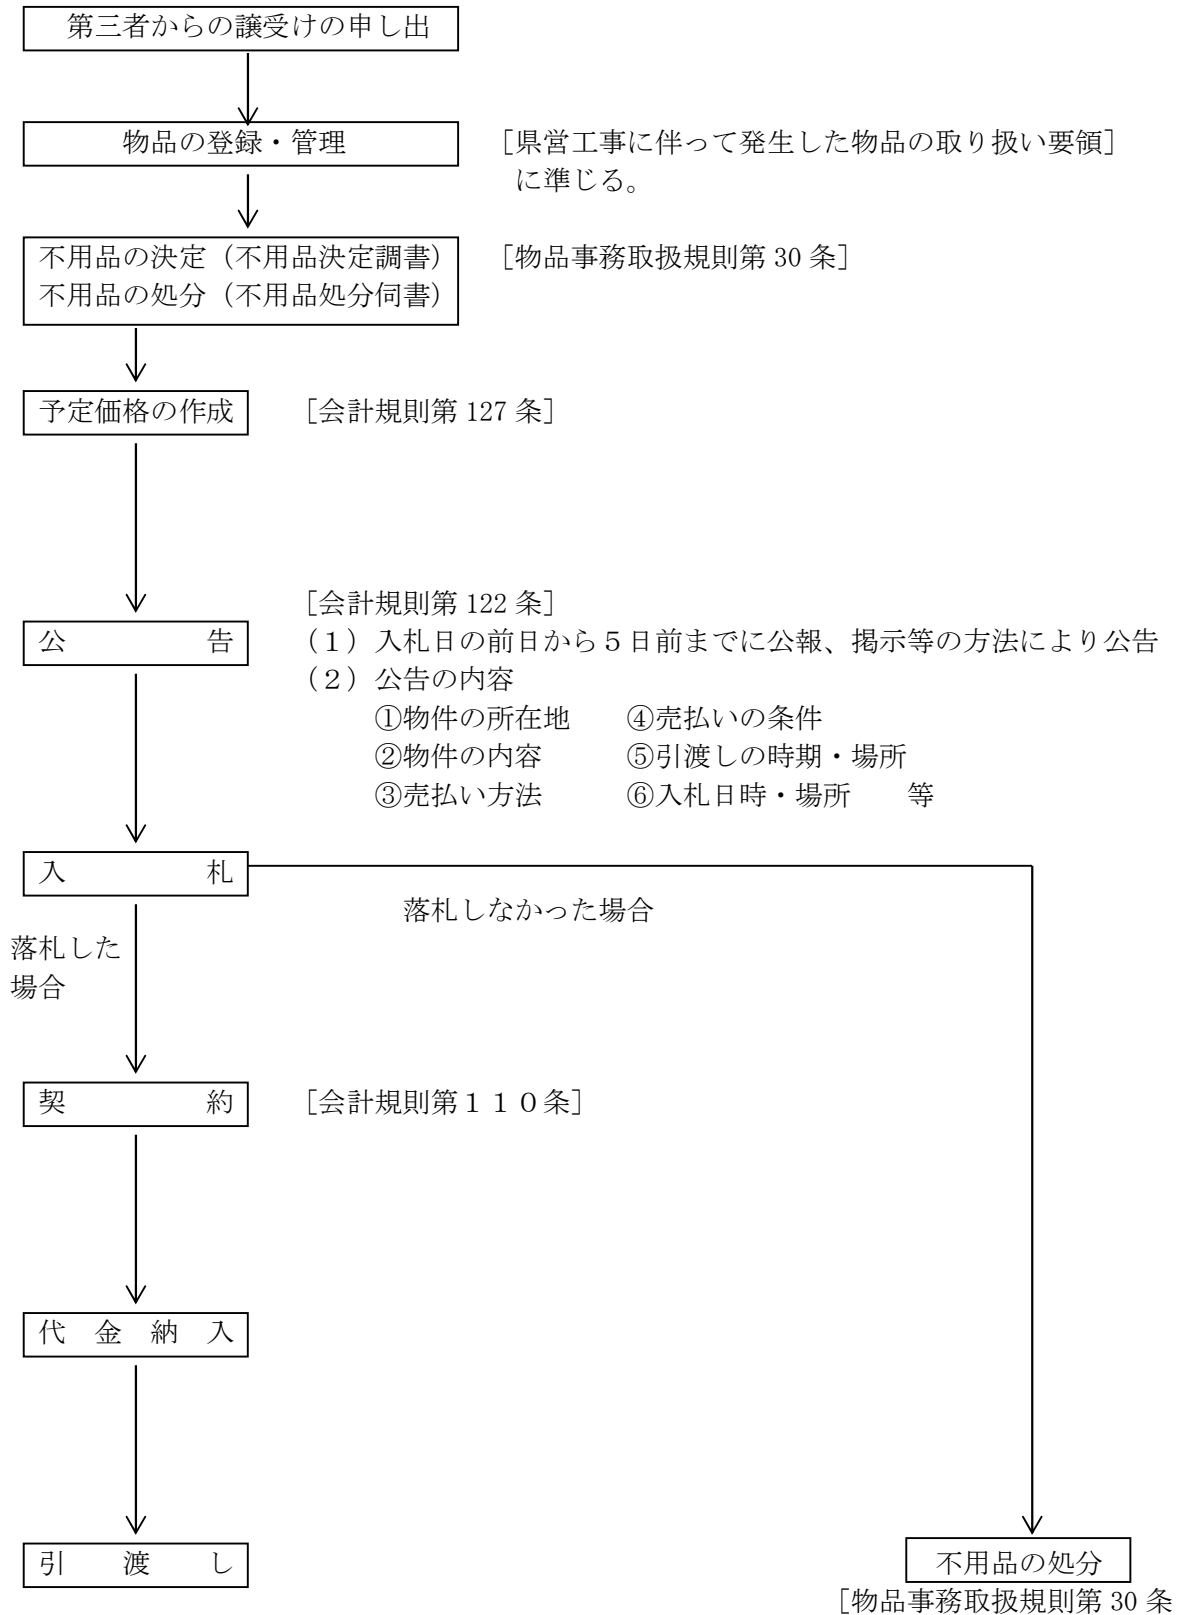 第三者からの譲受けの申し出
物品の登録・管理　［県営工事に伴って発生した物品の取り扱い要領］
に準じる。
不用品の決定（不用品決定調書）　［物品事務取扱規則第 30 条］
不用品の処分（不用品処分伺書）
予定価格の作成　［会計規則第 127 条］
［会計規則第 122 条］
公　告　（１）入札日の前日から５日前までに公報、掲示等の方法により公告
（２）公告の内容
①物件の所在地　④売払いの条件
②物件の内容　⑤引渡しの時期・場所
③売払い方法　⑥入札日時・場所　等
入　札
落札しなかった場合
落札した
場合
契　約　［会計規則第１１０条］
代　金　納　入
引　渡　し　不用品の処分
［物品事務取扱規則第 30 条